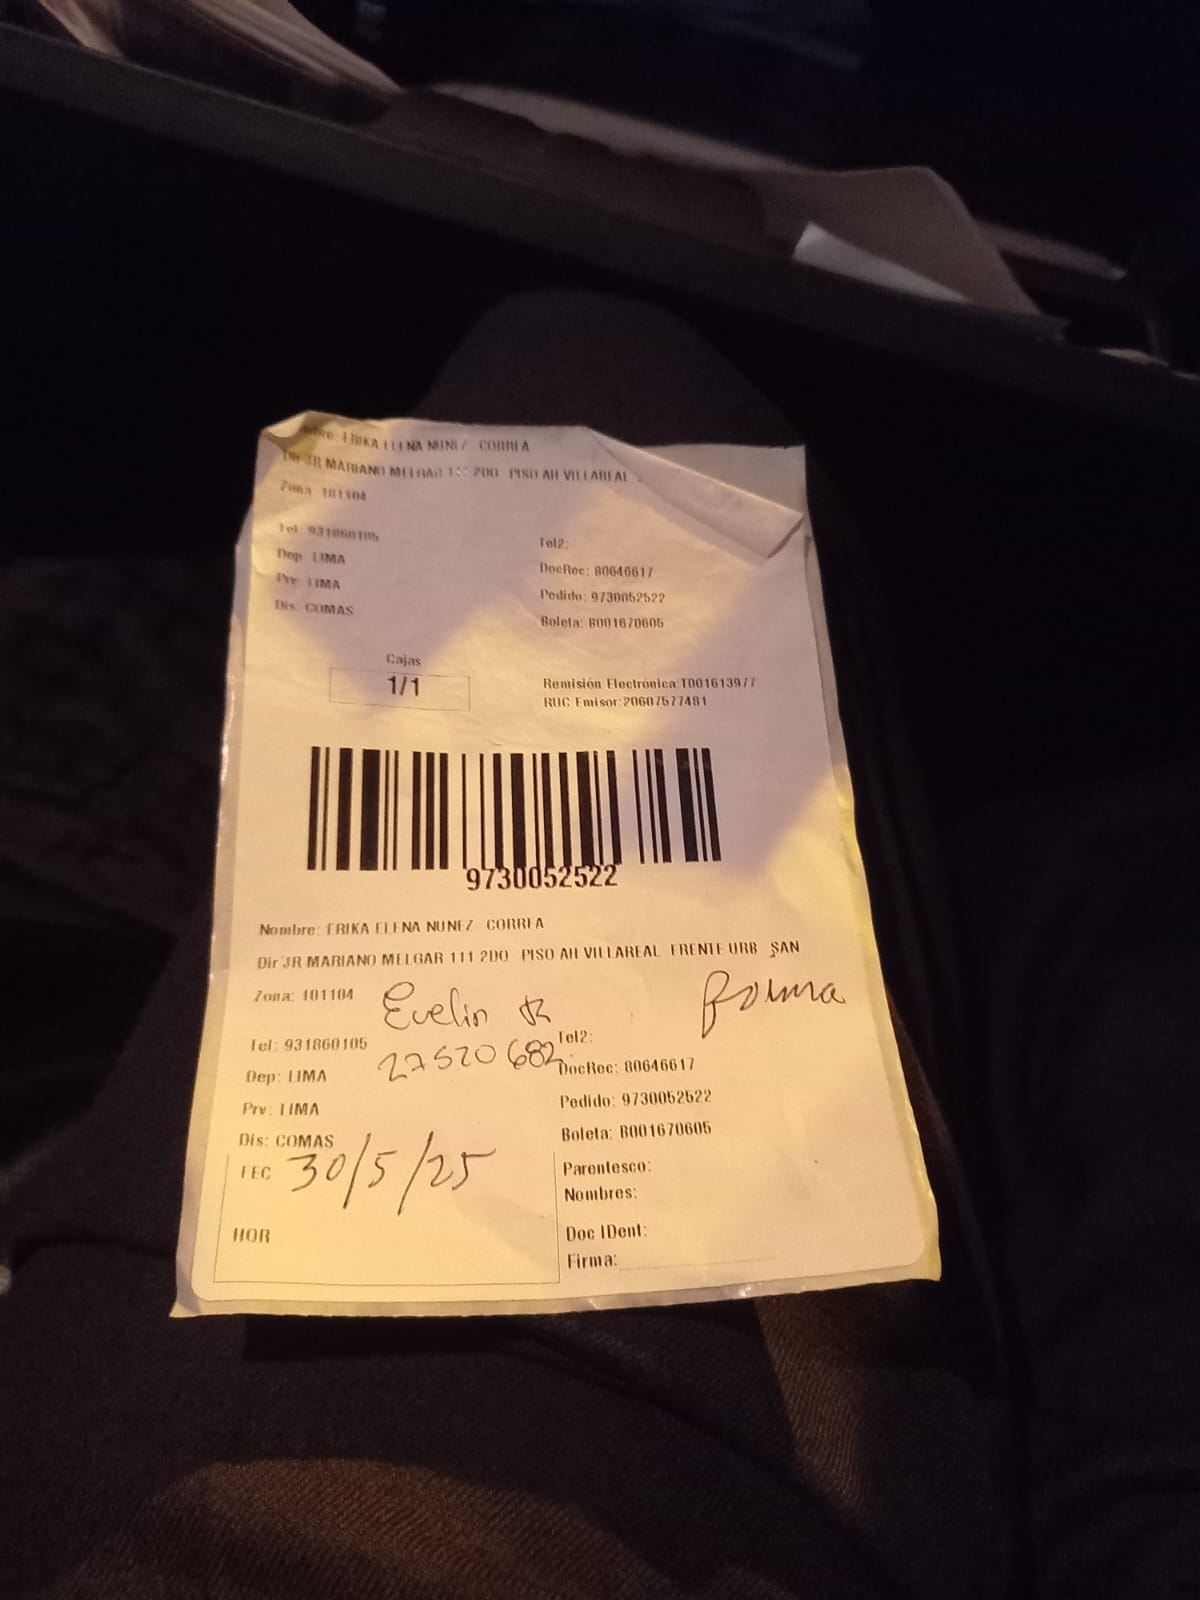 Nombre: ERIKA ELENA NUNEZ CORREA
Dir JR MARIANO MELGAR 111 2DO PISO AH VILLAREAL
Zona: 101104
Tel: 931860105
Tel2:
Dep: LIMA
DocRec: 80646617
Prv: LIMA
Pedido: 9730052522
Dis: COMAS
Boleta: B001670605
Cajas
1/1
Remisión Electrónica:T001613977
RUC Emisor:20607577481
9730052522
Nombre: ERIKA ELENA NUNEZ CORREA
Dir JR MARIANO MELGAR 111 2DO PISO AH VILLAREAL FRENTE URB SAN
Zona: 101104
Evelin
Tel: 931860105
27520682
Tel2:
Dep: LIMA
DocRec: 80646617
Prv: LIMA
Pedido: 9730052522
Dis: COMAS
Boleta: B001670605
FEC 30/5/25
Parentesco:
Nombres:
HOR
Doc IDent:
Firma: